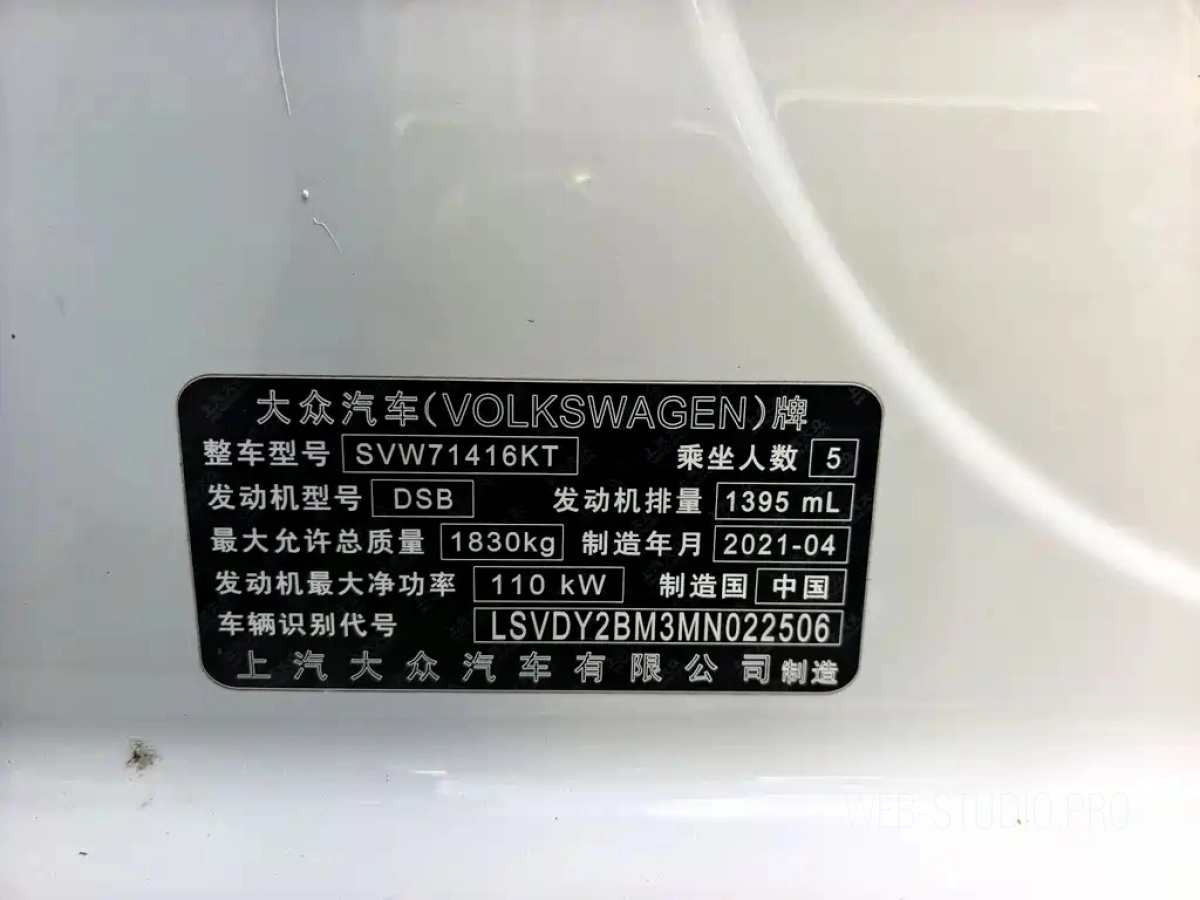 大众汽车(VOLKSWAGEN)牌
整车型号 SVW71416KT 乘坐人数 5
发动机型号 DSB 发动机排量 1395 mL
最大允许总质量 1830kg 制造年月 2021-04
发动机最大净功率 110 kW 制造国 中国
车辆识别代号 LSVDY2BM3MN022506
上汽大众汽车有限公司制造
WEB-STUDIO.PRO